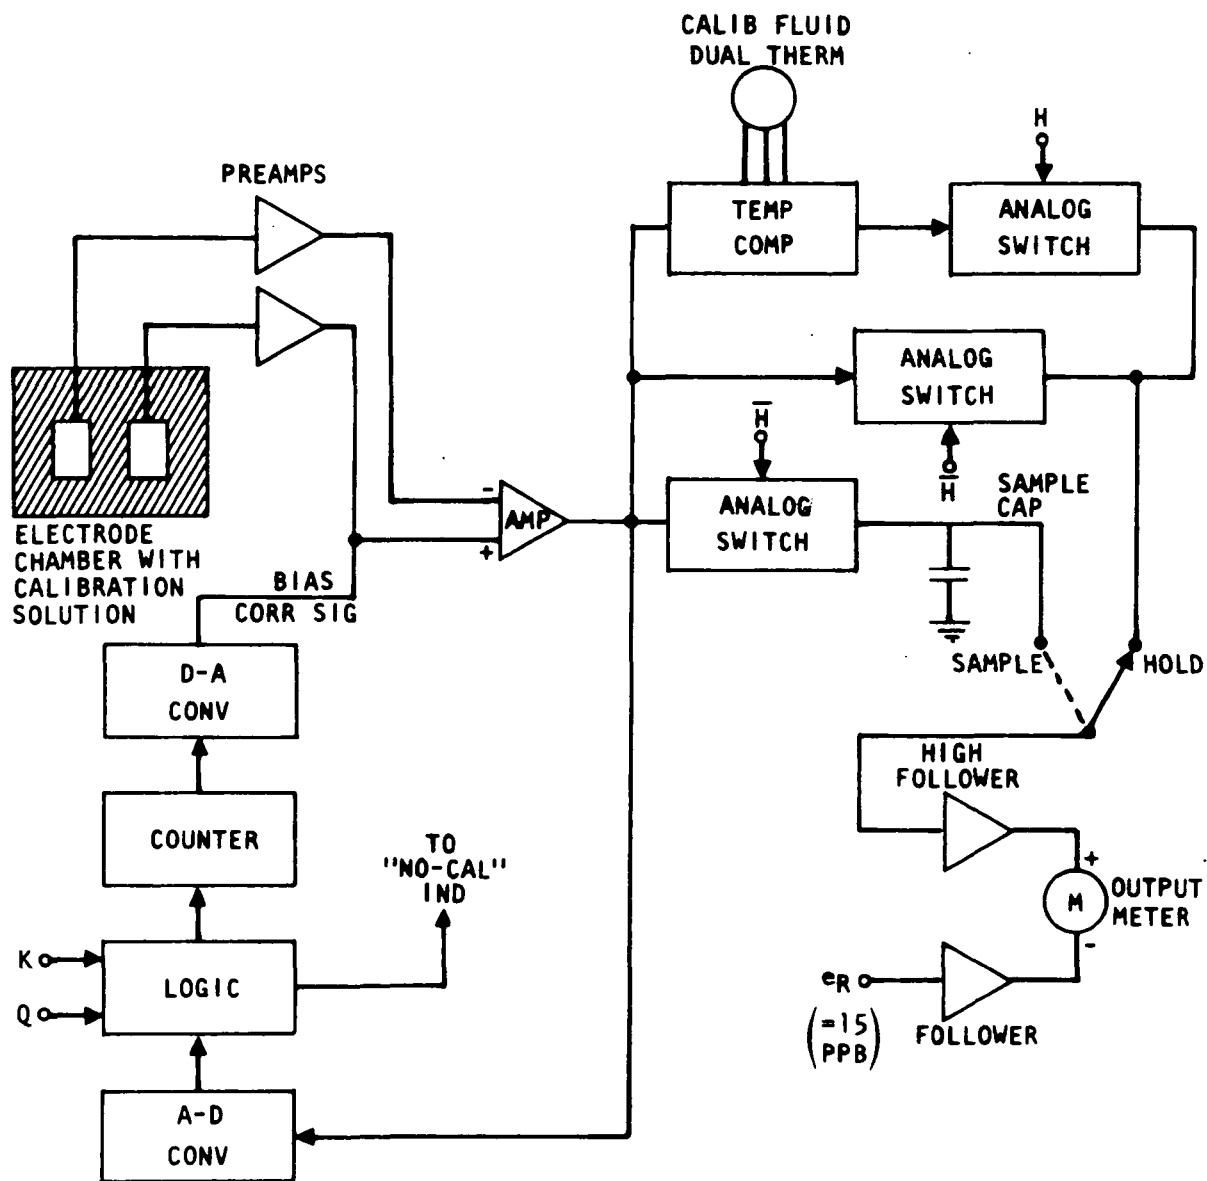 CALIB FLUID
DUAL THERM
H
PREAMPS
TEMP
COMP
ANALOG
SWITCH
ANALOG
SWITCH
H̅
H̅
SAMPLE
CAP
-
AMP
+
ANALOG
SWITCH
ELECTRODE
CHAMBER WITH
CALIBRATION
SOLUTION
BIAS
CORR SIG
D-A
CONV
SAMPLE
HOLD
HIGH
FOLLOWER
COUNTER
TO
"NO-CAL"
IND
+
M
OUTPUT
METER
-
K
Q
LOGIC
eR
(=15
PPB)
FOLLOWER
A-D
CONV